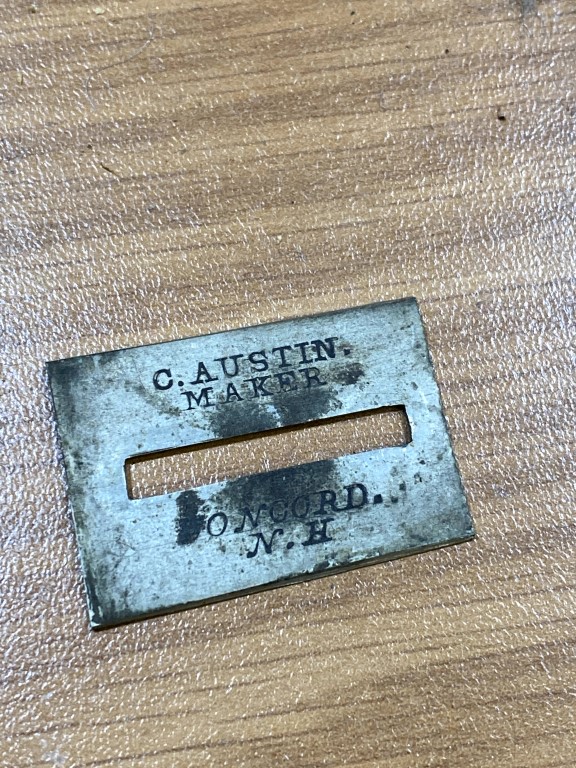 C. AUSTIN.
MAKER
CONCORD..
N.H